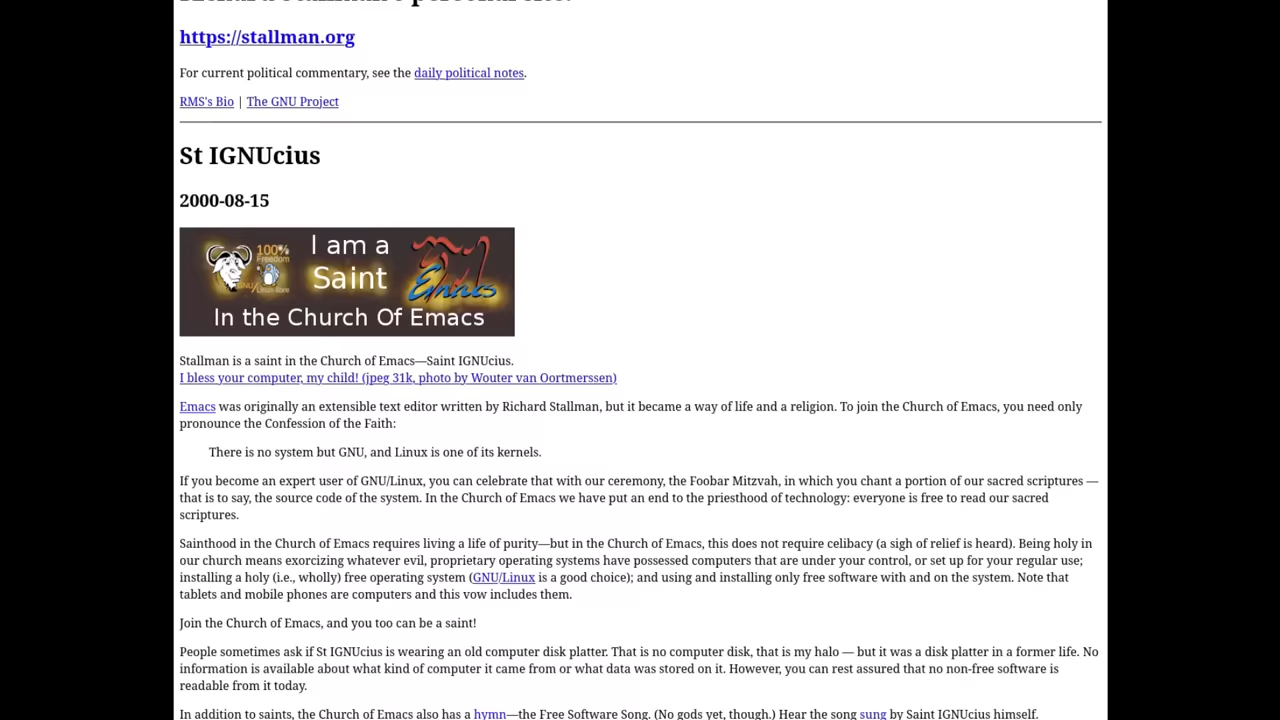 https://stallman.org
For current political commentary, see the daily political notes.
RMS's Bio | The GNU Project
St IGNUcius
2000-08-15
100%
Freedom
I am a
Saint
Emacs
In the Church Of Emacs
Stallman is a saint in the Church of Emacs—Saint IGNUcius.
I bless your computer, my child! (jpeg 31k, photo by Wouter van Oortmerssen)
Emacs was originally an extensible text editor written by Richard Stallman, but it became a way of life and a religion. To join the Church of Emacs, you need only
pronounce the Confession of the Faith:
There is no system but GNU, and Linux is one of its kernels.
If you become an expert user of GNU/Linux, you can celebrate that with our ceremony, the Foobar Mitzvah, in which you chant a portion of our sacred scriptures —
that is to say, the source code of the system. In the Church of Emacs we have put an end to the priesthood of technology: everyone is free to read our sacred
scriptures.
Sainthood in the Church of Emacs requires living a life of purity—but in the Church of Emacs, this does not require celibacy (a sigh of relief is heard). Being holy in
our church means exorcizing whatever evil, proprietary operating systems have possessed computers that are under your control, or set up for your regular use;
installing a holy (i.e., wholly) free operating system (GNU/Linux is a good choice); and using and installing only free software with and on the system. Note that
tablets and mobile phones are computers and this vow includes them.
Join the Church of Emacs, and you too can be a saint!
People sometimes ask if St IGNUcius is wearing an old computer disk platter. That is no computer disk, that is my halo — but it was a disk platter in a former life. No
information is available about what kind of computer it came from or what data was stored on it. However, you can rest assured that no non-free software is
readable from it today.
In addition to saints, the Church of Emacs also has a hymn—the Free Software Song. (No gods yet, though.) Hear the song sung by Saint IGNUcius himself.